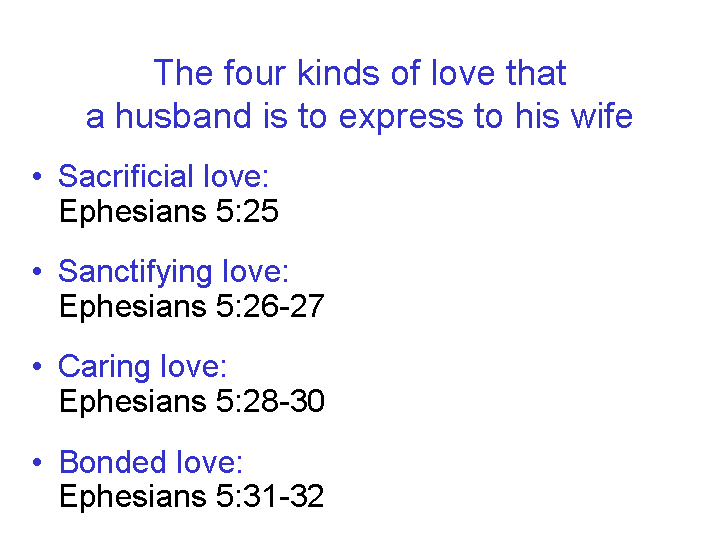 The four kinds of love that
a husband is to express to his wife
• Sacrificial love:
Ephesians 5:25
• Sanctifying love:
Ephesians 5:26-27
• Caring love:
Ephesians 5:28-30
• Bonded love:
Ephesians 5:31-32